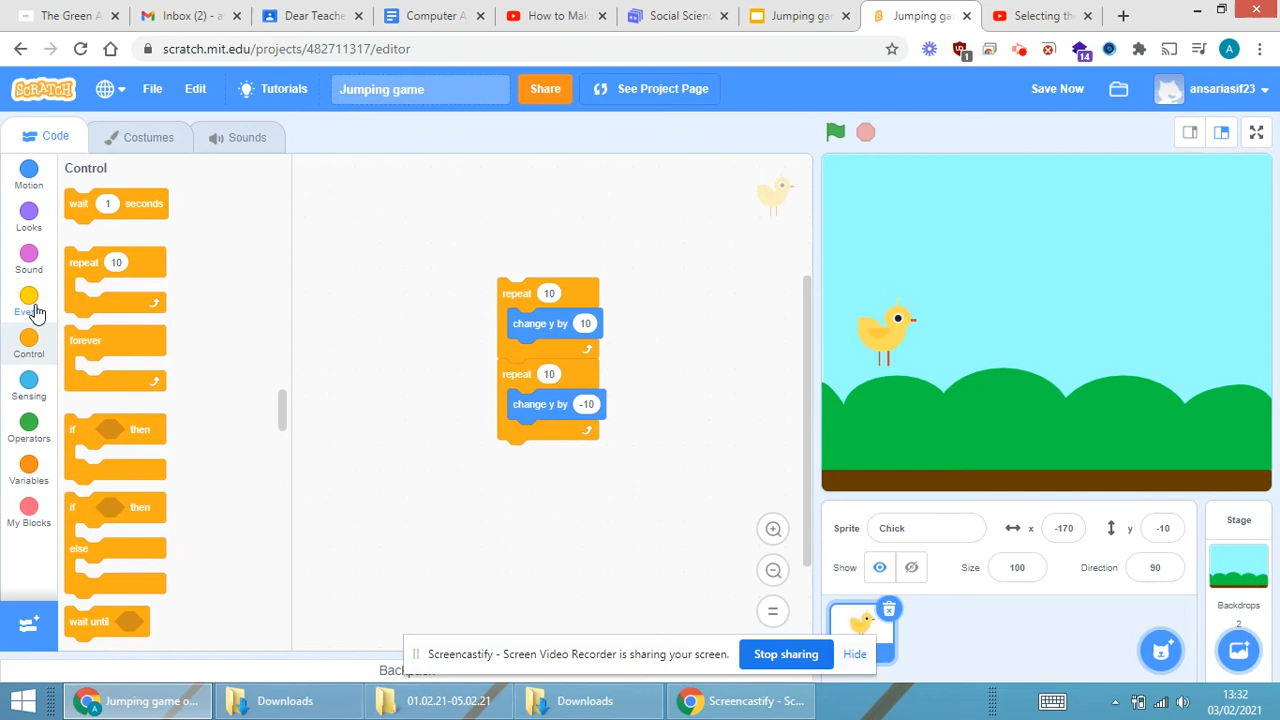 The Green A
Inbox (2) - a
Dear Teache
Computer A
How to Mak
Social Scien
Jumping gam
Jumping ga
Selecting the
scratch.mit.edu/projects/482711317/editor
1
14
A
SCRATCH
File
Edit
Tutorials
Jumping game
Share
See Project Page
Save Now
ansariasif23
Code
Costumes
Sounds
Motion
Looks
Sound
Control
Sensing
Operators
Variables
My Blocks
Control
wait 1 seconds
repeat 10
forever
if then
if then
else
wait until
repeat 10
change y by 10
repeat 10
change y by -10
Sprite Chick x -170 y -10
Show Size 100 Direction 90
Stage
Backdrops
2
Screencastify - Screen Video Recorder is sharing your screen.
Stop sharing
Hide
Jumping game o...
Downloads
01.02.21-05.02.21
Downloads
Screencastify - Sc...
13:32
03/02/2021